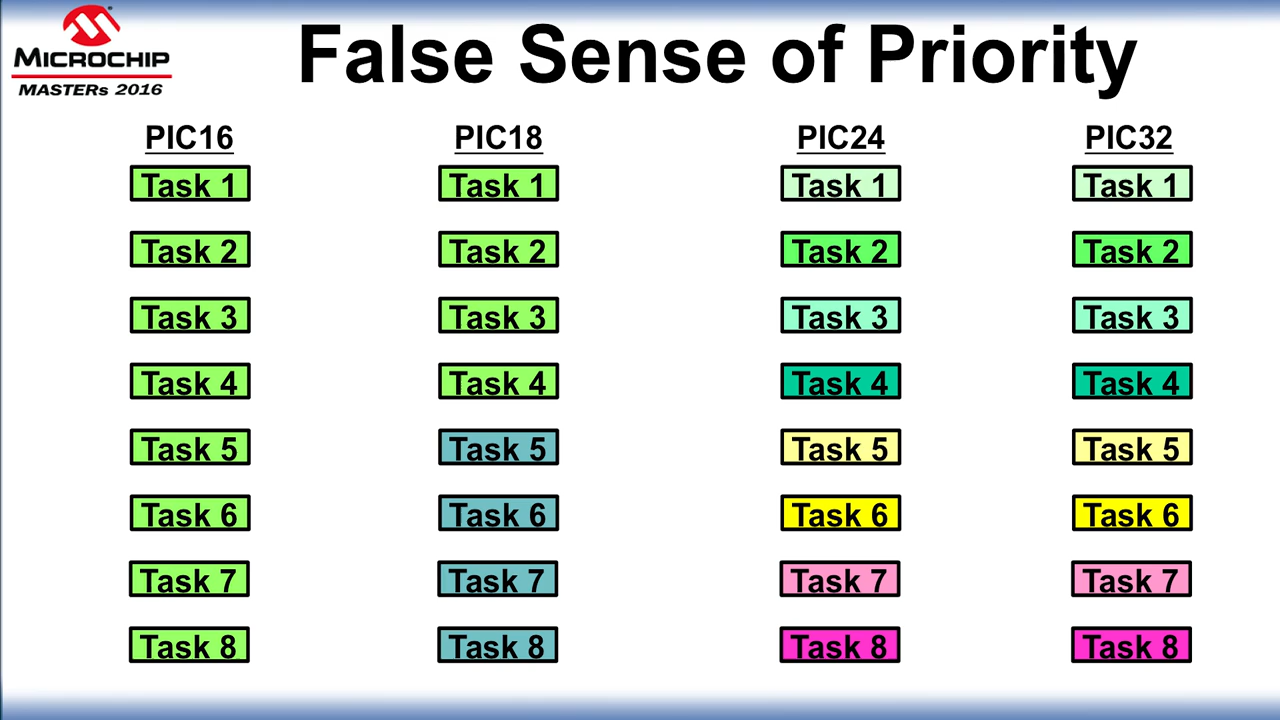 MICROCHIP
MASTERs 2016
False Sense of Priority
PIC16 PIC18 PIC24 PIC32
Task 1 Task 1 Task 1 Task 1
Task 2 Task 2 Task 2 Task 2
Task 3 Task 3 Task 3 Task 3
Task 4 Task 4 Task 4 Task 4
Task 5 Task 5 Task 5 Task 5
Task 6 Task 6 Task 6 Task 6
Task 7 Task 7 Task 7 Task 7
Task 8 Task 8 Task 8 Task 8